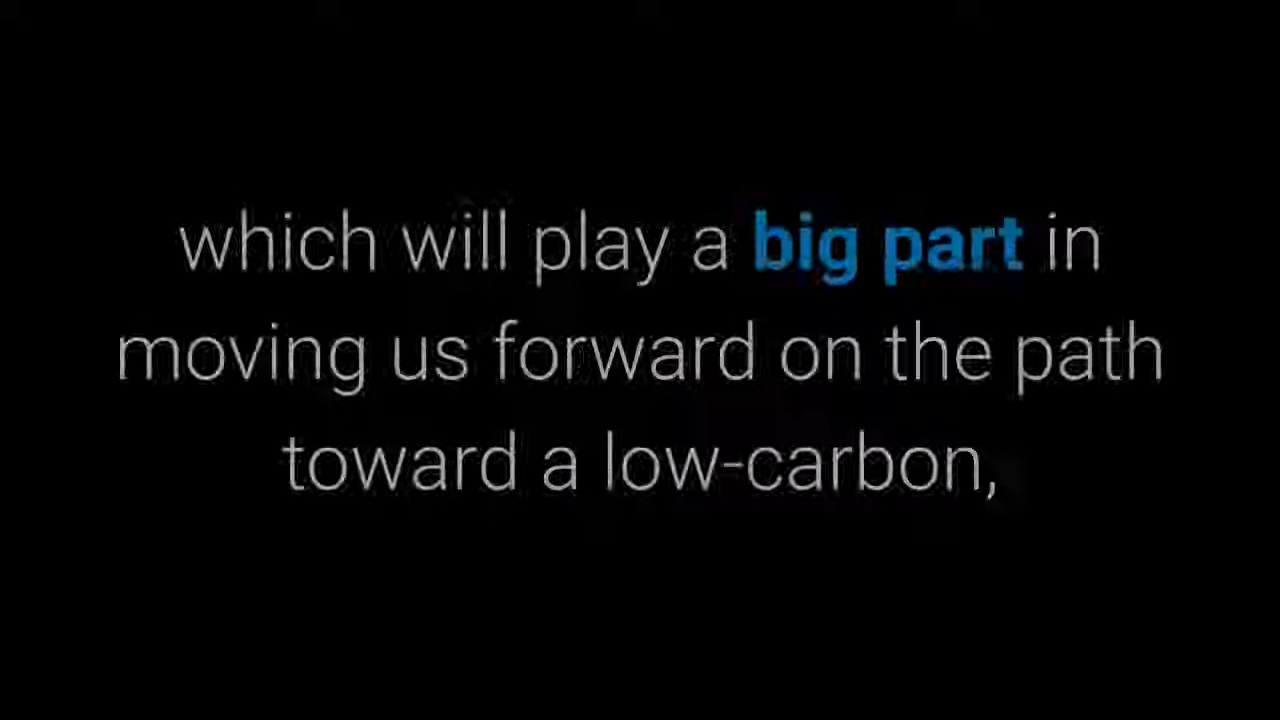 which will play a big part in
moving us forward on the path
toward a low-carbon,